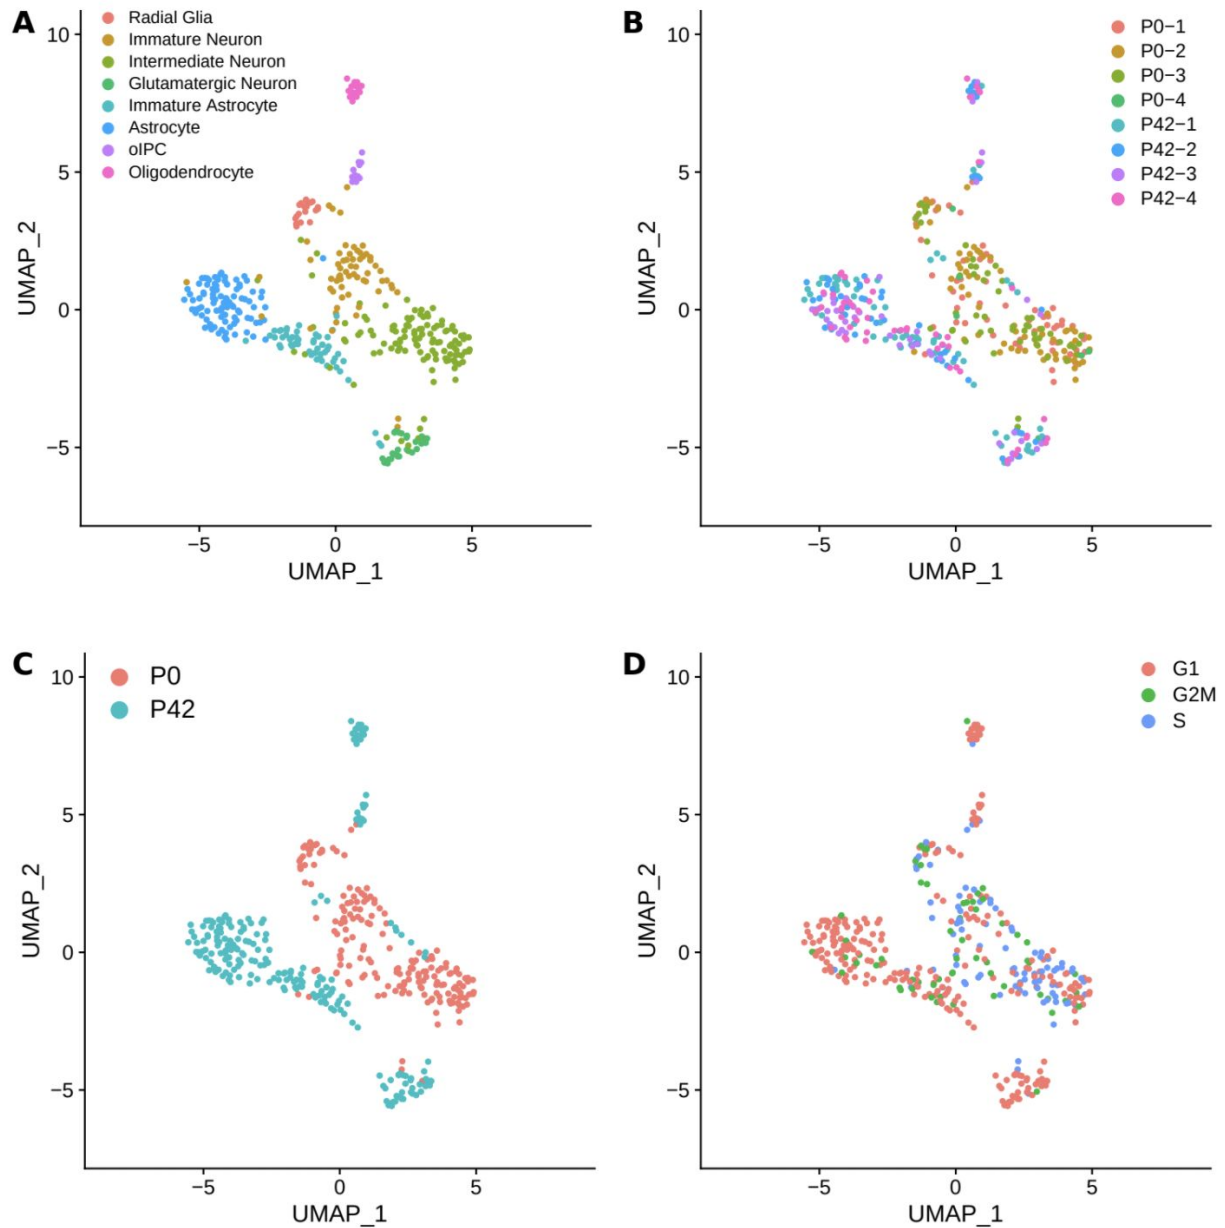 A
Radial Glia
Immature Neuron
Intermediate Neuron
Glutamatergic Neuron
Immature Astrocyte
Astrocyte
oIPC
Oligodendrocyte
10
5
0
−5
UMAP_2
−5 0 5
UMAP_1
B
P0−1
P0−2
P0−3
P0−4
P42−1
P42−2
P42−3
P42−4
10
5
0
−5
UMAP_2
−5 0 5
UMAP_1
C
P0
P42
10
5
0
−5
UMAP_2
−5 0 5
UMAP_1
D
G1
G2M
S
10
5
0
−5
UMAP_2
−5 0 5
UMAP_1